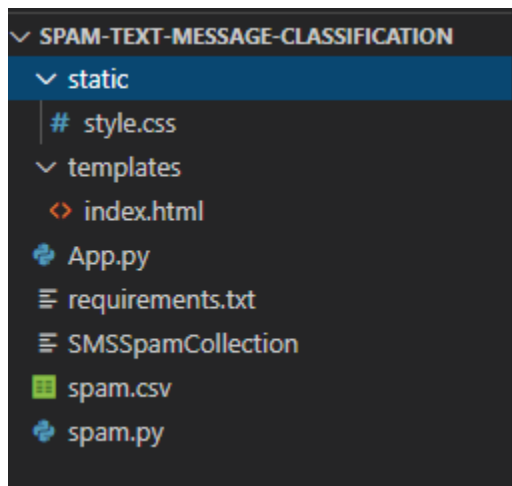 SPAM-TEXT-MESSAGE-CLASSIFICATION
static
# style.css
templates
<> index.html
App.py
requirements.txt
SMSSpamCollection
spam.csv
spam.py